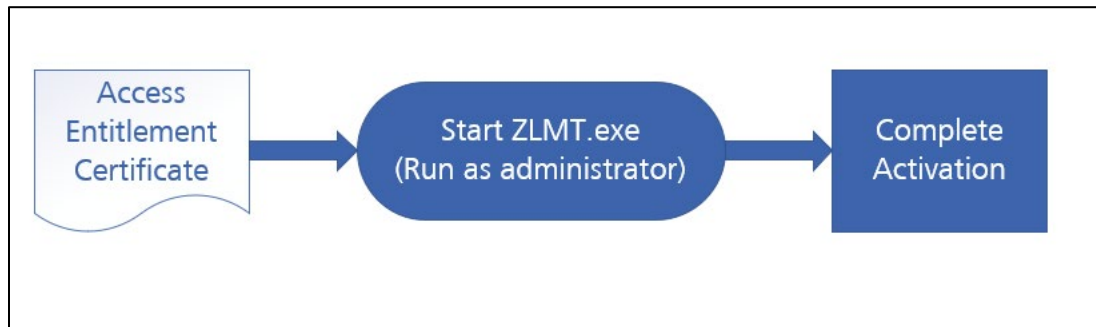 Access
Entitlement
Certificate
Start ZLMT.exe
(Run as administrator)
Complete
Activation